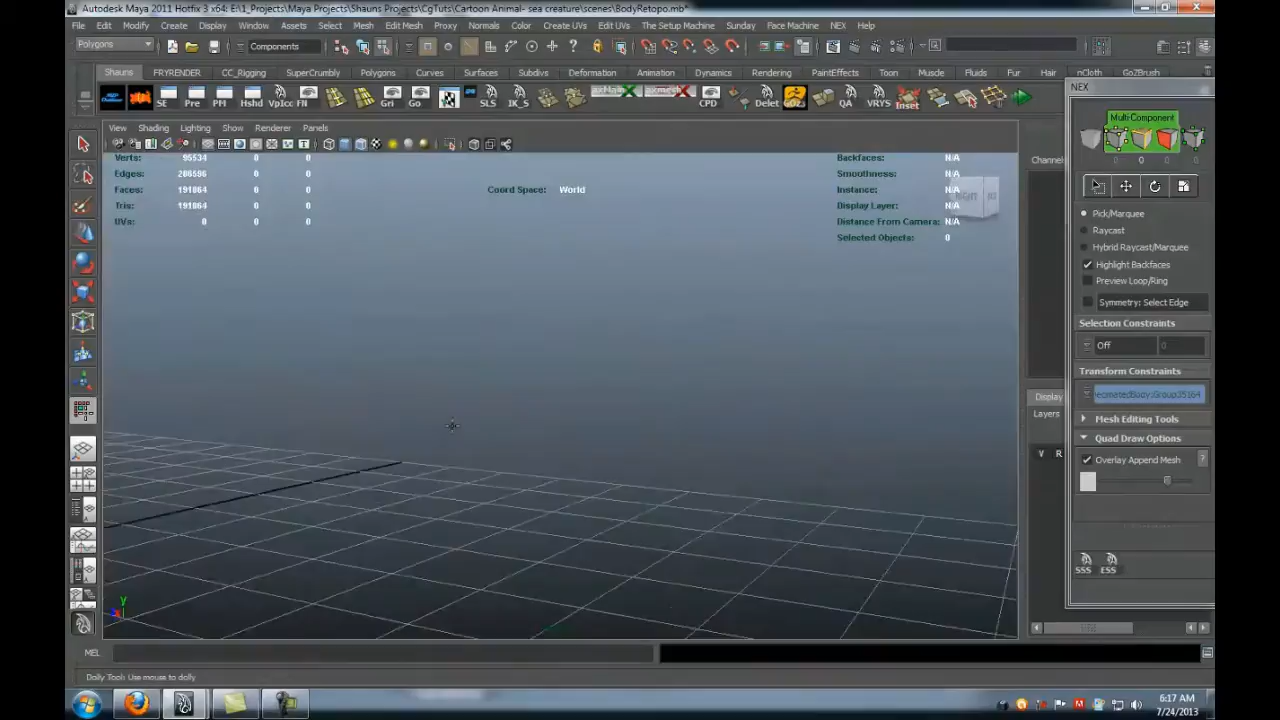 Autodesk Maya 2011 Hotfix 3 x64: E:\1_Projects\Maya Projects\Shauns Projects\CgTuts\Cartoon Animal- sea creature\scenes\BodyRetopo.mb*
File Edit Modify Create Display Window Assets Select Mesh Edit Mesh Proxy Normals Color Create UVs Edit UVs The Setup Machine Sunday Face Machine NEX Help
Polygons Components
Shauns FRYRENDER CC_Rigging SuperCrumbly Polygons Curves Surfaces Subdivs Deformation Animation Dynamics Rendering PaintEffects Toon Muscle Fluids Fur Hair nCloth GoZBrush
SE Pre PM Hshd Gri Go SLS IK_S CPD Delet GoZ QA VRYS Inset
NEX
View Shading Lighting Show Renderer Panels
Multi-Component
Verts: 95534 0 0
Edges: 286596 0 0
Faces: 191064 0 0
Tris: 191064 0 0
UVs: 0 0 0
Coord Space: World
Backfaces: N/A
Smoothness: N/A
Instance: N/A
Display Layer: N/A
Distance From Camera: N/A
Selected Objects: 0
RIGHT
Channels
0 0 0
Pick/Marquee
Raycast
Hybrid Raycast/Marquee
Highlight Backfaces
Preview Loop/Ring
Symmetry: Select Edge
Selection Constraints
Off 0
Transform Constraints
Mesh Editing Tools
Quad Draw Options
Overlay Append Mesh ?
SSS ESS
Display
Layers
V R
y
MEL
Dolly Tool: Use mouse to dolly
6:17 AM
7/24/2013